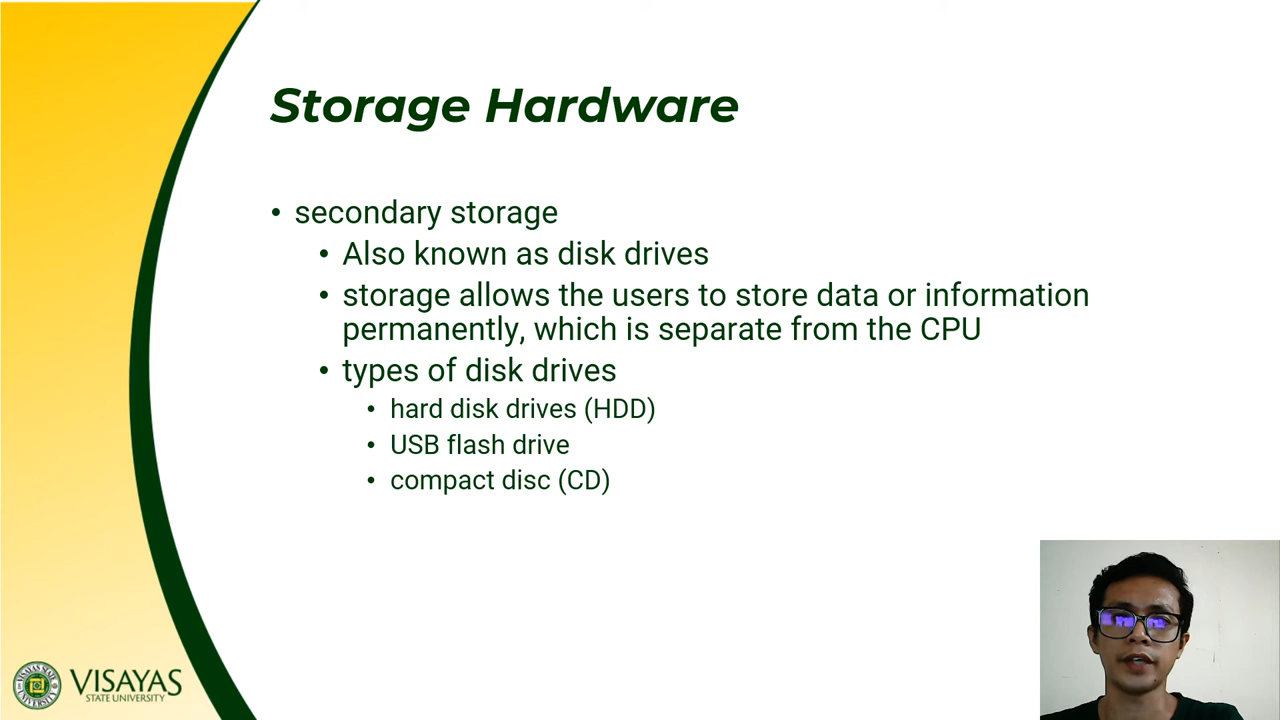 Storage Hardware
• secondary storage
• Also known as disk drives
• storage allows the users to store data or information
permanently, which is separate from the CPU
• types of disk drives
• hard disk drives (HDD)
• USB flash drive
• compact disc (CD)
VISAYAS
STATE UNIVERSITY